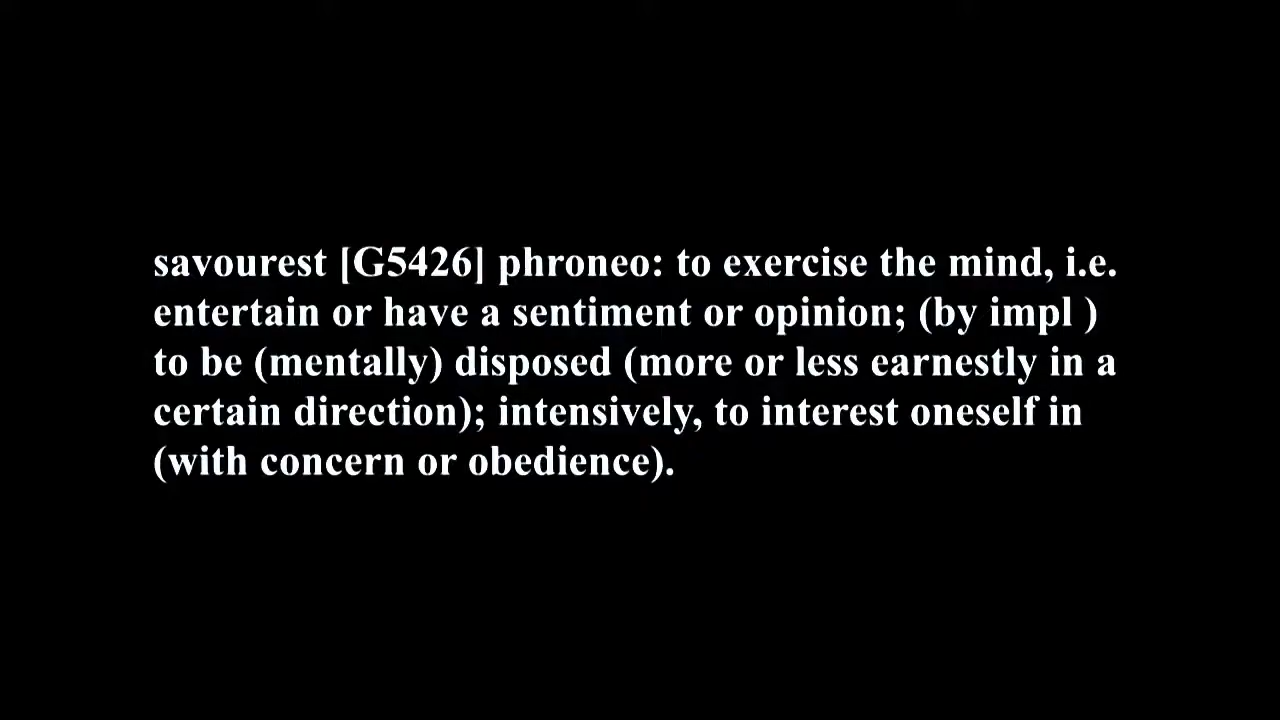 savourest [G5426] phroneo: to exercise the mind, i.e.
entertain or have a sentiment or opinion; (by impl )
to be (mentally) disposed (more or less earnestly in a
certain direction); intensively, to interest oneself in
(with concern or obedience).